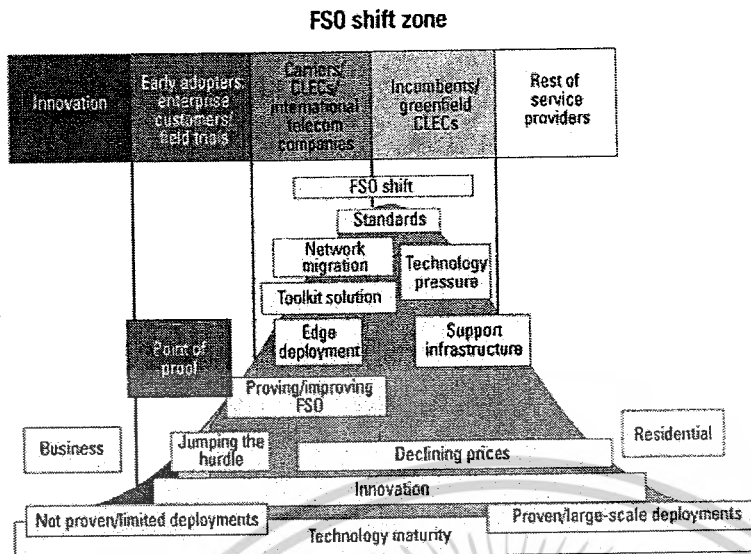 FSO shift zone
Innovation
Early adopters:
enterprise
customers/
field trials
Carriers/
CLECs/
international
telecom
companies
Incumbents/
greenfield
CLECs
Rest of
service
providers
FSO shift
Standards
Network
migration
Technology
pressure
Toolkit solution
Edge
deployment
Support
infrastructure
Point of
proof
Proving/improving
FSO
Business
Jumping the
hurdle
Declining prices
Residential
Innovation
Not proven/limited deployments
Proven/large-scale deployments
Technology maturity